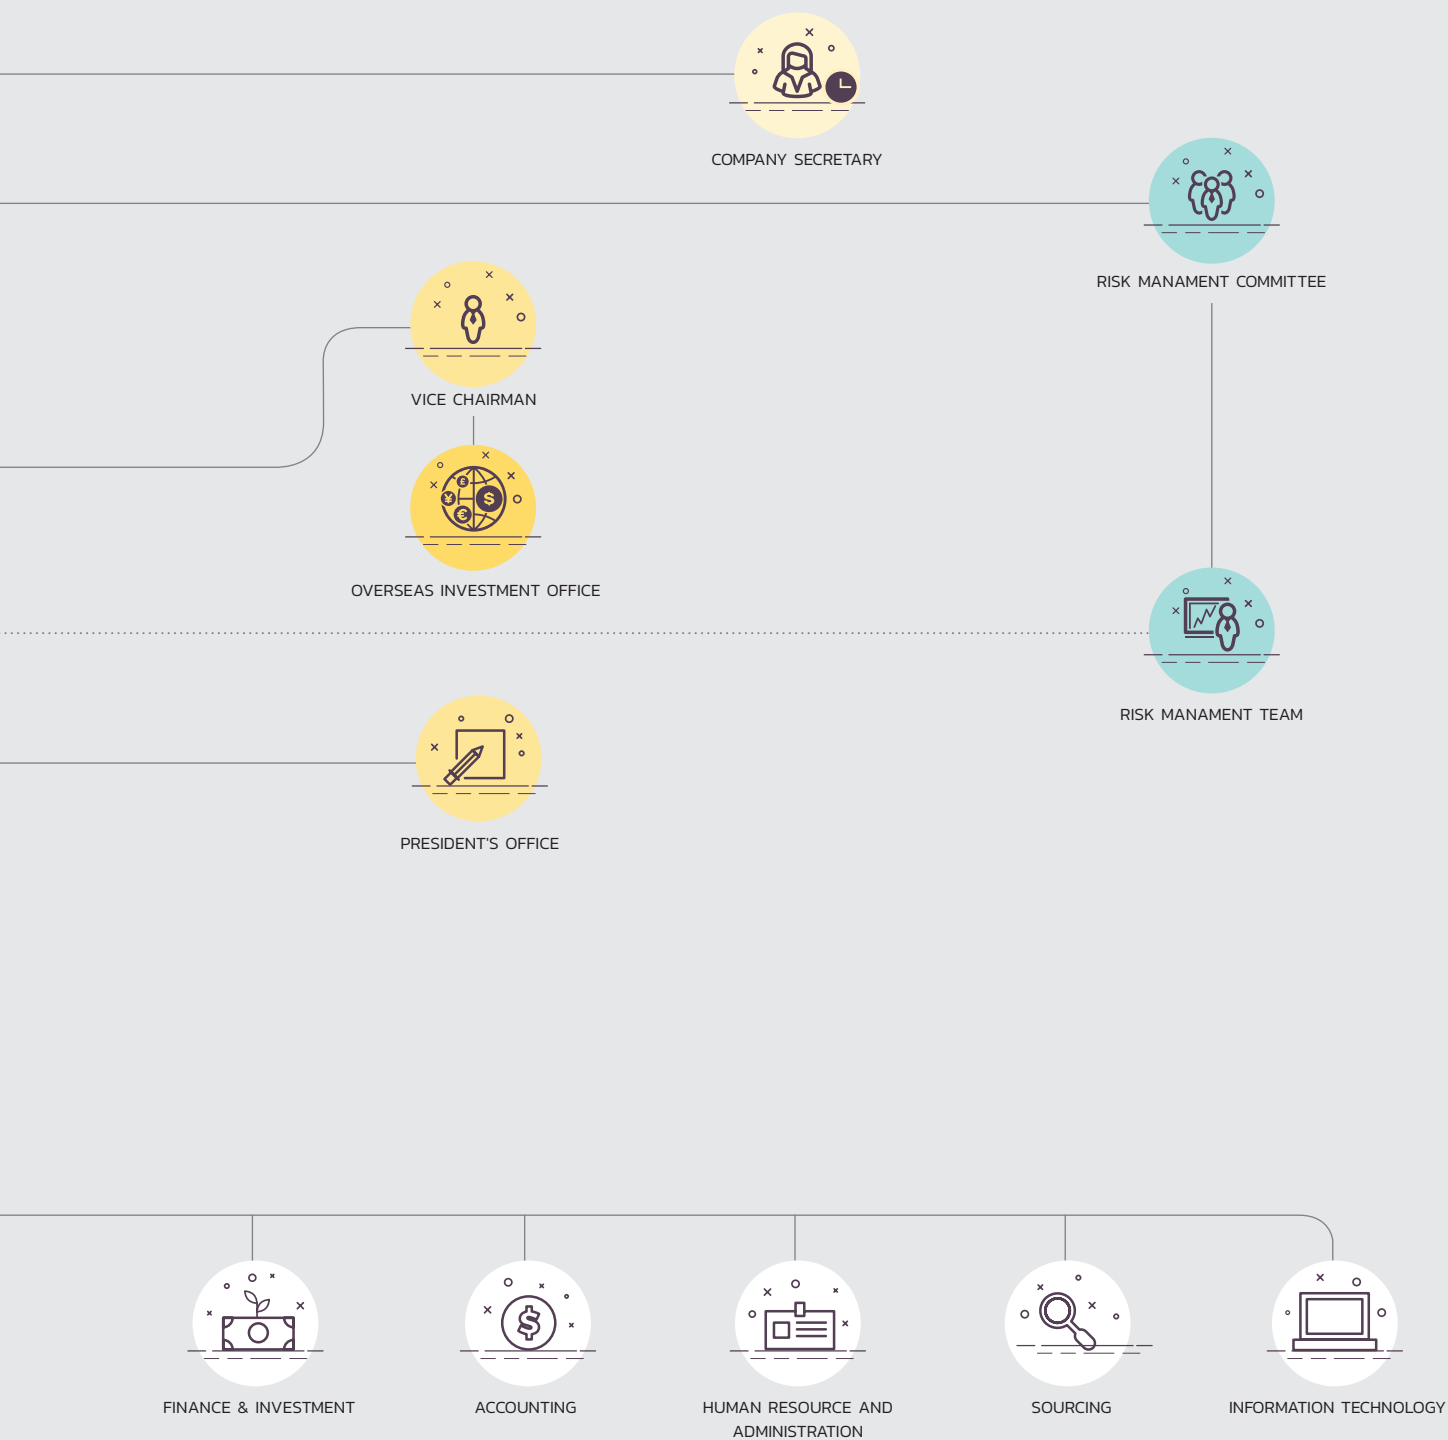 COMPANY SECRETARY
RISK MANAMENT COMMITTEE
VICE CHAIRMAN
OVERSEAS INVESTMENT OFFICE
RISK MANAMENT TEAM
PRESIDENT'S OFFICE
FINANCE & INVESTMENT
ACCOUNTING
HUMAN RESOURCE AND
ADMINISTRATION
SOURCING
INFORMATION TECHNOLOGY